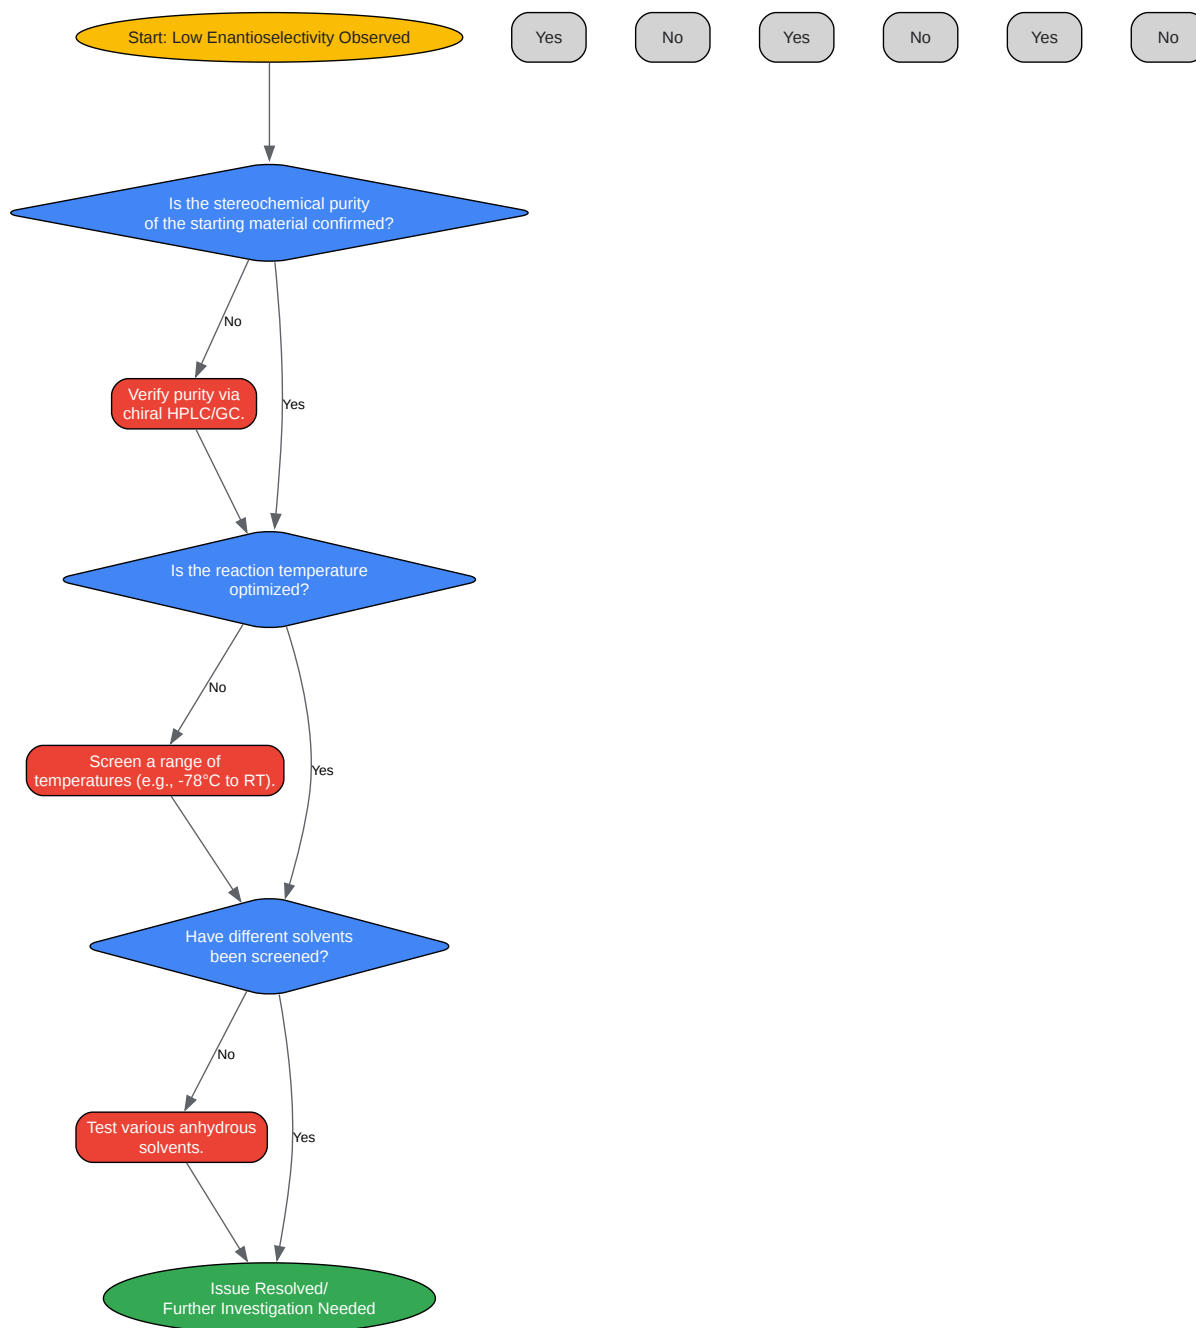 Start: Low Enantioselectivity Observed
Yes
No
Yes
No
Yes
No
Is the stereochemical purity
of the starting material confirmed?
No
Verify purity via
chiral HPLC/GC.
Yes
Is the reaction temperature
optimized?
No
Screen a range of
temperatures (e.g., -78°C to RT).
Yes
Have different solvents
been screened?
No
Test various anhydrous
solvents.
Yes
Issue Resolved/
Further Investigation Needed